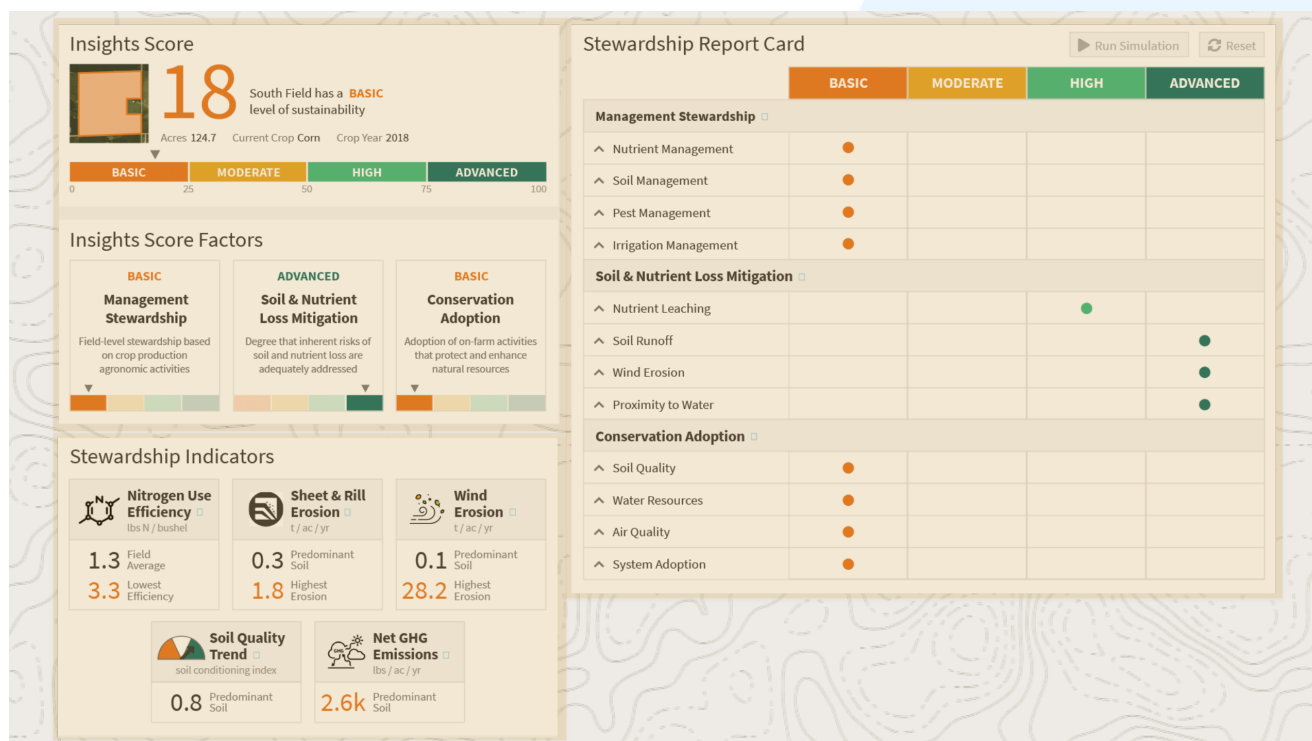 Insights Score
18
South Field has a BASIC
level of sustainability
Acres 124.7 Current Crop Corn Crop Year 2018
BASIC MODERATE HIGH ADVANCED
0 25 50 75 100
Insights Score Factors
BASIC
Management
Stewardship
Field-level stewardship based
on crop production
agronomic activities
ADVANCED
Soil & Nutrient
Loss Mitigation
Degree that inherent risks of
soil and nutrient loss are
adequately addressed
BASIC
Conservation
Adoption
Adoption of on-farm activities
that protect and enhance
natural resources
Stewardship Indicators
N
Nitrogen Use
Efficiency
lbs N / bushel
1.3 Field
Average
3.3 Lowest
Efficiency
Sheet & Rill
Erosion
t / ac / yr
0.3 Predominant
Soil
1.8 Highest
Erosion
Wind
Erosion
t / ac / yr
0.1 Predominant
Soil
28.2 Highest
Erosion
Soil Quality
Trend
soil conditioning index
0.8 Predominant
Soil
GHG
Net GHG
Emissions
lbs / ac / yr
2.6k Predominant
Soil
Stewardship Report Card
Run Simulation
Reset
BASIC MODERATE HIGH ADVANCED
Management Stewardship
Nutrient Management
Soil Management
Pest Management
Irrigation Management
Soil & Nutrient Loss Mitigation
Nutrient Leaching
Soil Runoff
Wind Erosion
Proximity to Water
Conservation Adoption
Soil Quality
Water Resources
Air Quality
System Adoption